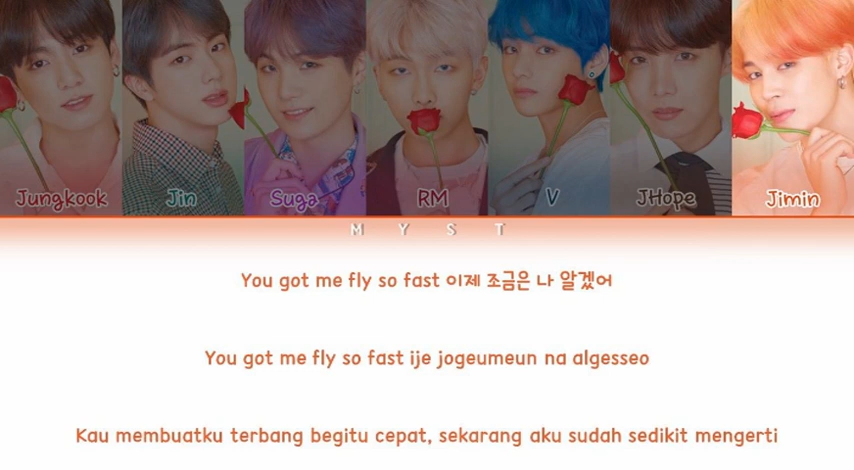 Jungkook Jin Suga RM V JHope Jimin
M Y S T
You got me fly so fast 이제 조금은 나 알겠어
You got me fly so fast ije jogeumeun na algesseo
Kau membuatku terbang begitu cepat, sekarang aku sudah sedikit mengerti